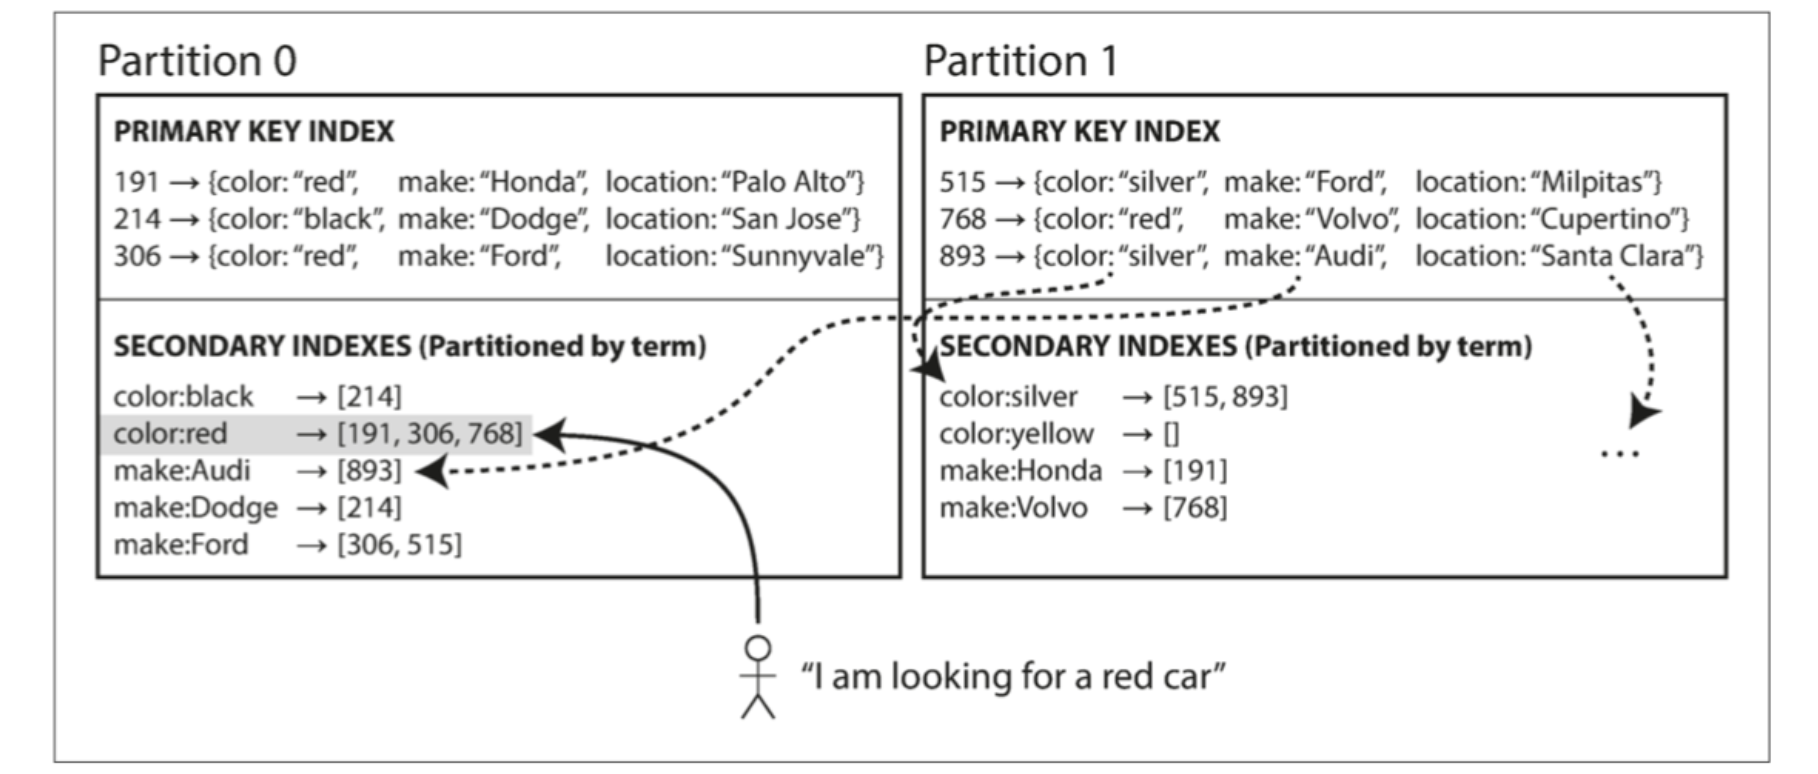 Partition 0
PRIMARY KEY INDEX
191 → {color: “red”, make: “Honda”, location: “Palo Alto”}
214 → {color: “black”, make: “Dodge”, location: “San Jose”}
306 → {color: “red”, make: “Ford”, location: “Sunnyvale”}
SECONDARY INDEXES (Partitioned by term)
color:black → [214]
color:red → [191, 306, 768]
make:Audi → [893]
make:Dodge → [214]
make:Ford → [306, 515]
Partition 1
PRIMARY KEY INDEX
515 → {color: “silver”, make: “Ford”, location: “Milpitas”}
768 → {color: “red”, make: “Volvo”, location: “Cupertino”}
893 → {color: “silver”, make: “Audi”, location: “Santa Clara”}
SECONDARY INDEXES (Partitioned by term)
color:silver → [515, 893]
color:yellow → []
make:Honda → [191]
make:Volvo → [768]
...
“I am looking for a red car”